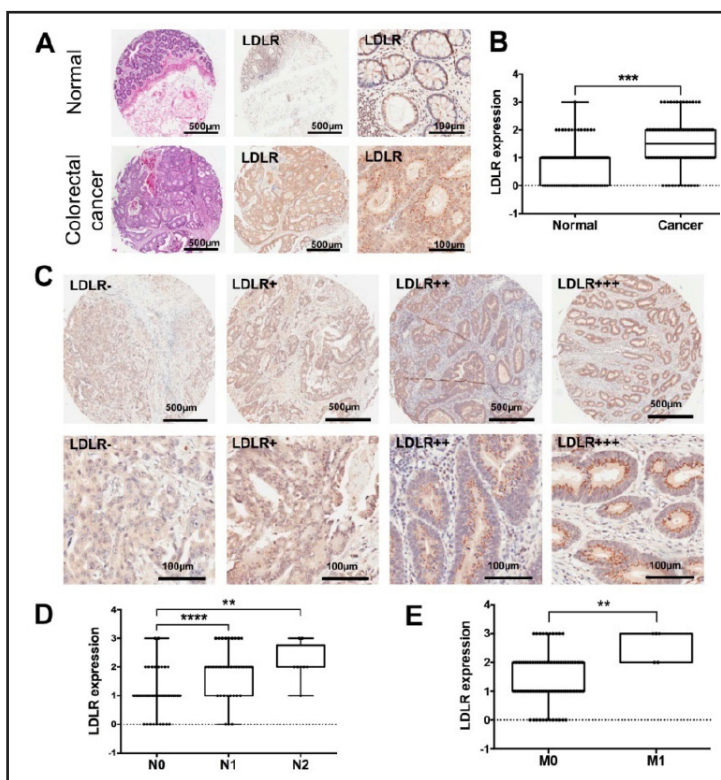 A
Normal
500µm
LDLR
500µm
LDLR
100µm
Colorectal
cancer
500µm
LDLR
500µm
LDLR
100µm
B
***
LDLR expression
4
3
2
1
0
-1
Normal
Cancer
C
LDLR-
500µm
LDLR+
500µm
LDLR++
500µm
LDLR+++
500µm
LDLR-
100µm
LDLR+
100µm
LDLR++
100µm
LDLR+++
100µm
D
**
****
LDLR expression
4
3
2
1
0
-1
N0
N1
N2
E
**
LDLR expression
4
3
2
1
0
-1
M0
M1